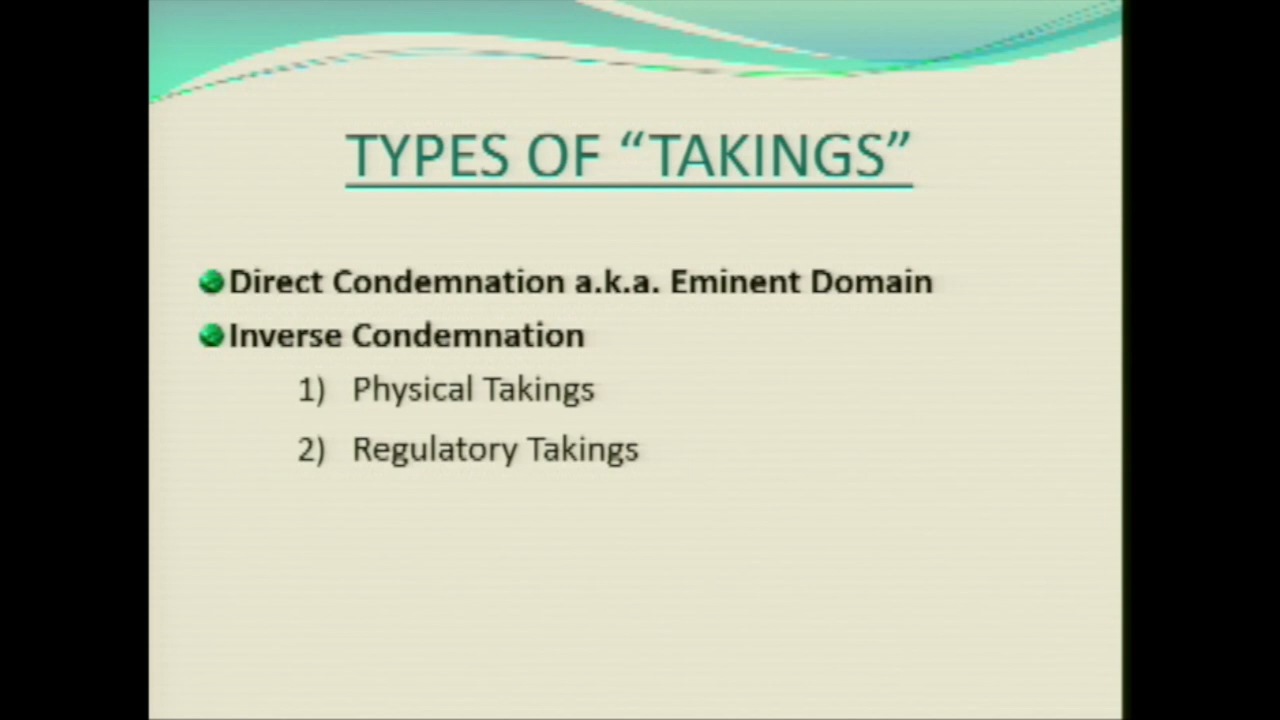 TYPES OF “TAKINGS”
Direct Condemnation a.k.a. Eminent Domain
Inverse Condemnation
1) Physical Takings
2) Regulatory Takings